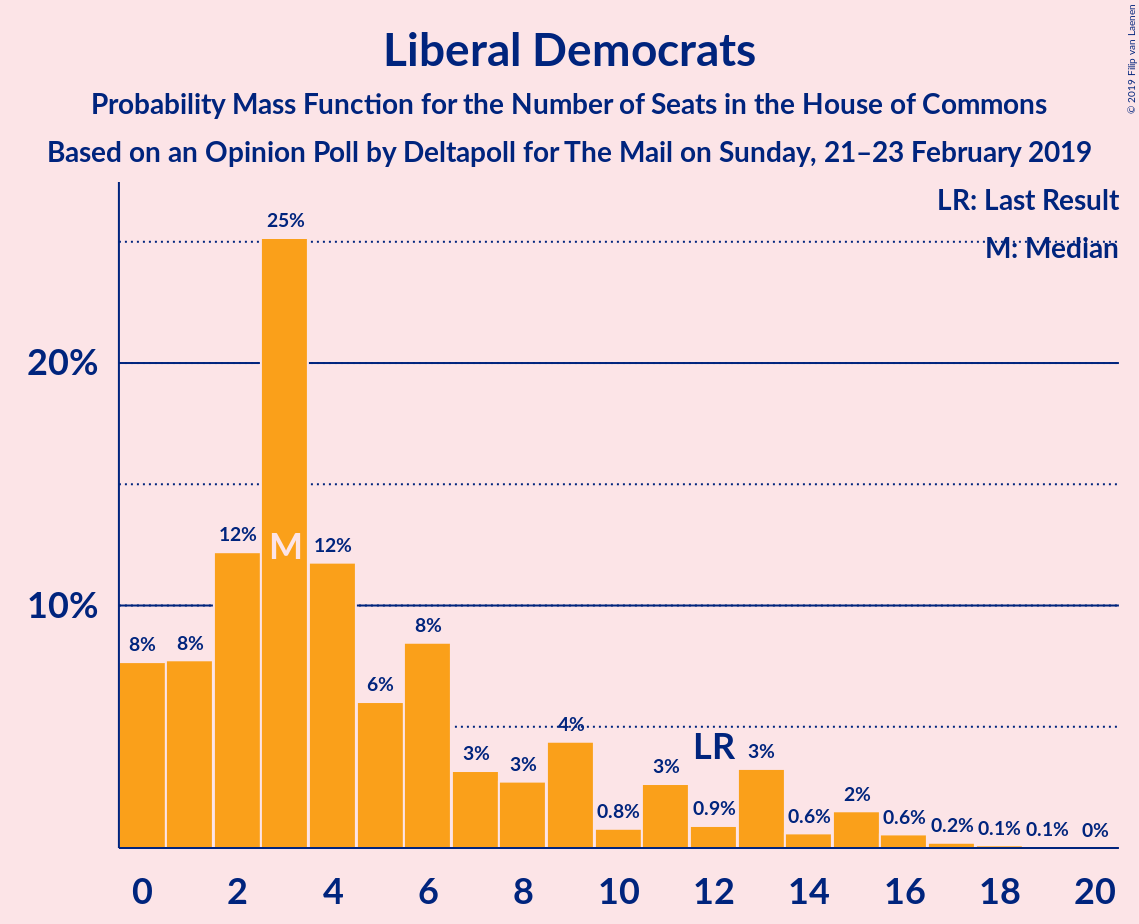 © 2019 Filip van Laenen
Liberal Democrats
Probability Mass Function for the Number of Seats in the House of Commons
Based on an Opinion Poll by Deltapoll for The Mail on Sunday, 21–23 February 2019
LR: Last Result
M: Median
20%
10%
8% 8% 12% 25% 12% 6% 8% 3% 3% 4% 0.8% 3% 0.9% 3% 0.6% 2% 0.6% 0.2% 0.1% 0.1% 0%
M
LR
0 2 4 6 8 10 12 14 16 18 20